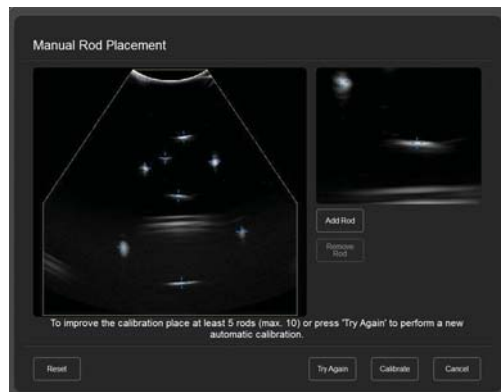 Manual Rod Placement
Add Rod
Remove
Rod
To improve the calibration place at least 5 rods (max. 10) or press 'Try Again' to perform a new
automatic calibration.
Reset
Try Again
Calibrate
Cancel